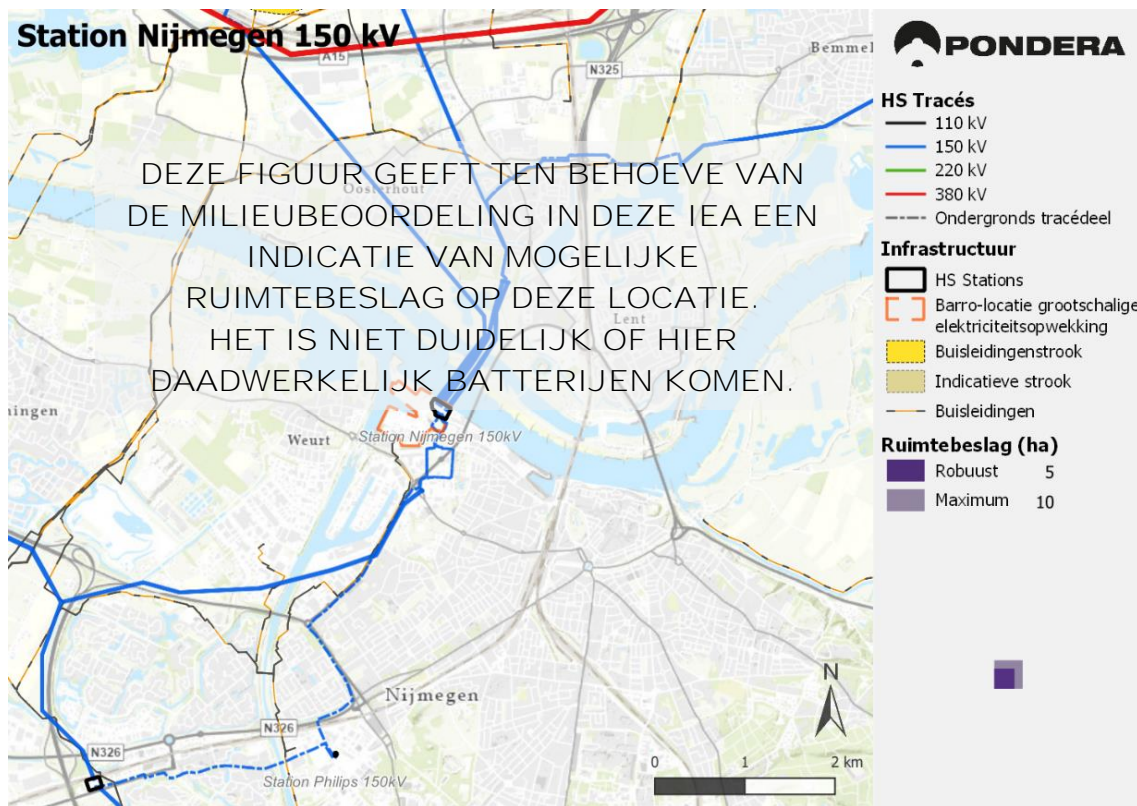 Station Nijmegen 150 kV
A15
N325
Bemmel
Oosterhout
DEZE FIGUUR GEEFT TEN BEHOEVE VAN
DE MILIEUBEOORDELING IN DEZE IEA EEN
INDICATIE VAN MOGELIJKE
RUIMTEBESLAG OP DEZE LOCATIE.
HET IS NIET DUIDELIJK OF HIER
DAADWERKELIJK BATTERIJEN KOMEN.
Lent
ningen
Weurt
Station Nijmegen 150kV
Nijmegen
N326
N326
Station Philips 150kV
N
0 1 2 km
PONDERA
HS Tracés
110 kV
150 kV
220 kV
380 kV
Ondergronds tracédeel
Infrastructuur
HS Stations
Barro-locatie grootschalige
elektriciteitsopwekking
Buisleidingenstrook
Indicatieve strook
Buisleidingen
Ruimtebeslag (ha)
Robuust 5
Maximum 10